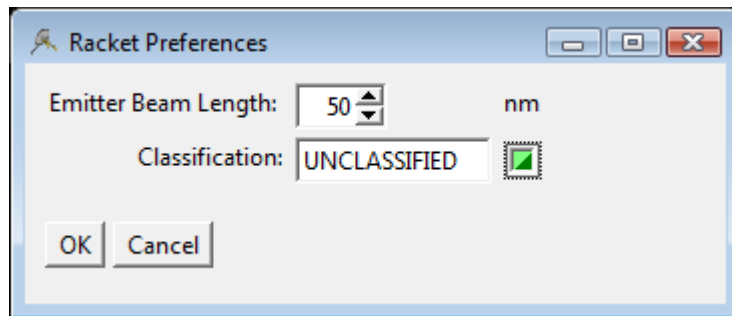 Racket Preferences
Emitter Beam Length: 50 nm
Classification: UNCLASSIFIED
OK Cancel